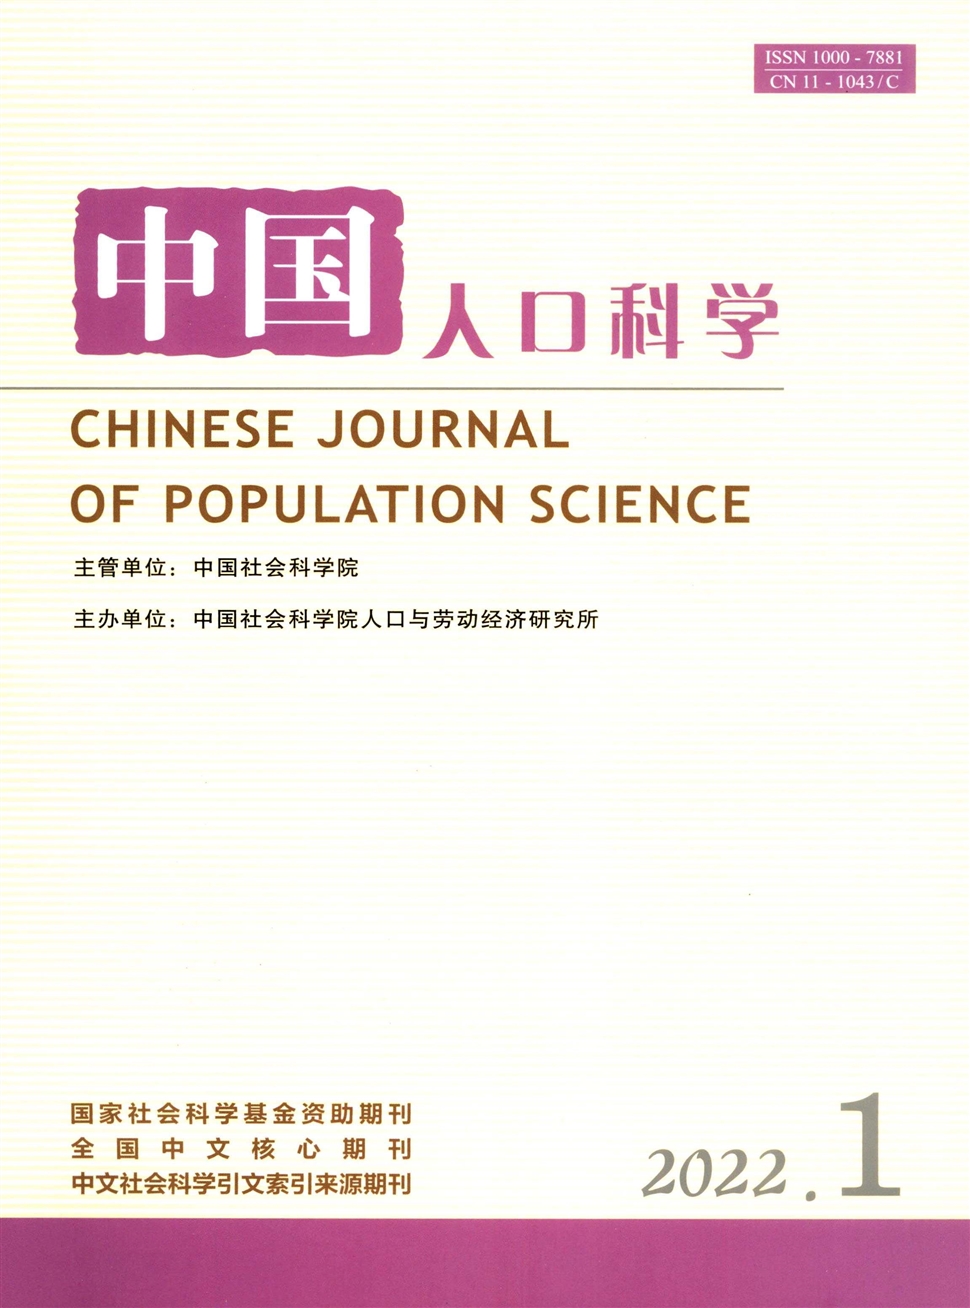 ISSN 1000 - 7881
CN 11 - 1043/C
中国人口科学
CHINESE JOURNAL
OF POPULATION SCIENCE
主管单位：中国社会科学院
主办单位：中国社会科学院人口与劳动经济研究所
国家社会科学基金资助期刊
全国中文核心期刊
中文社会科学引文索引来源期刊
2022.1